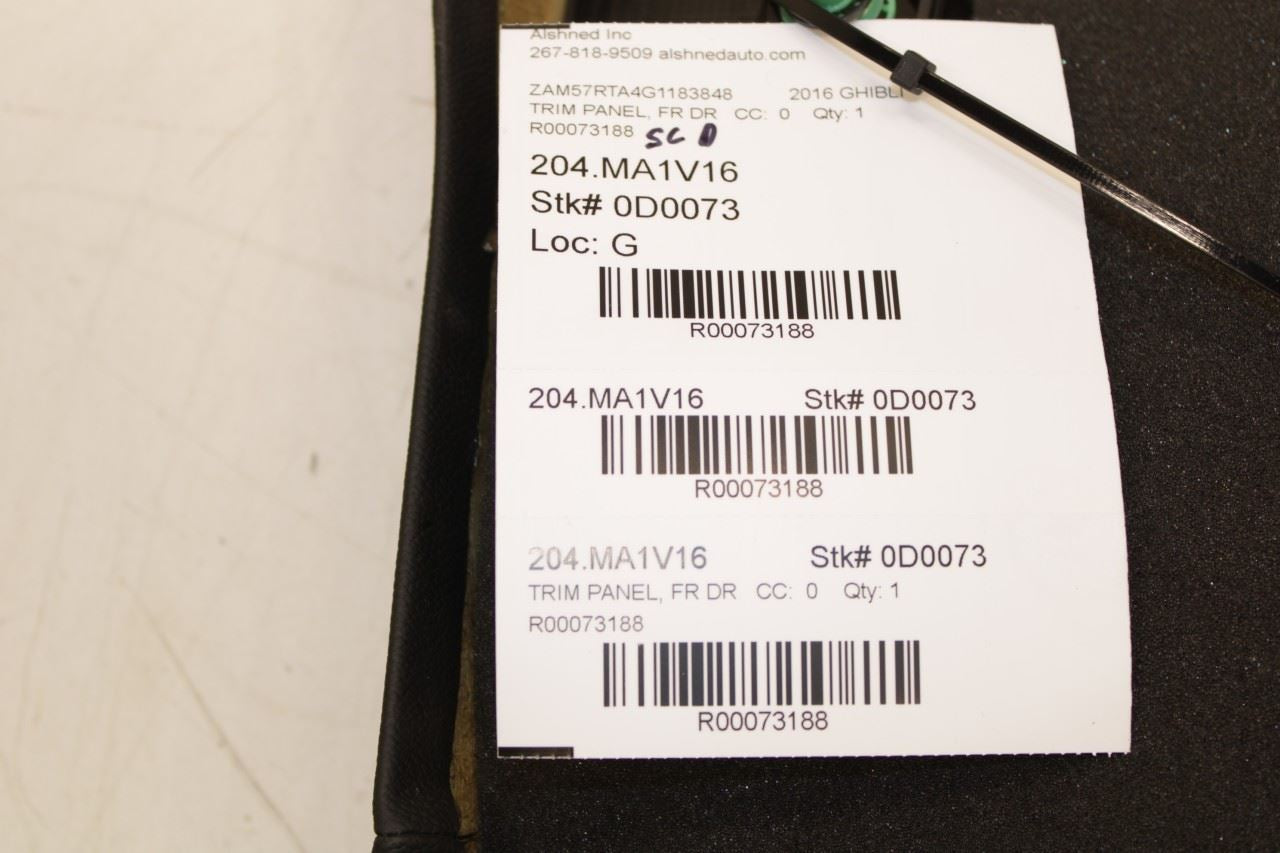 Alshned Inc
267-818-9509 alshnedauto.com
ZAM57RTA4G1183848 2016 GHIBLI
TRIM PANEL, FR DR CC: 0 Qty: 1
R00073188 SC
204.MA1V16
Stk# 0D0073
Loc: G
R00073188
204.MA1V16 Stk# 0D0073
R00073188
204.MA1V16 Stk# 0D0073
TRIM PANEL, FR DR CC: 0 Qty: 1
R00073188
R00073188